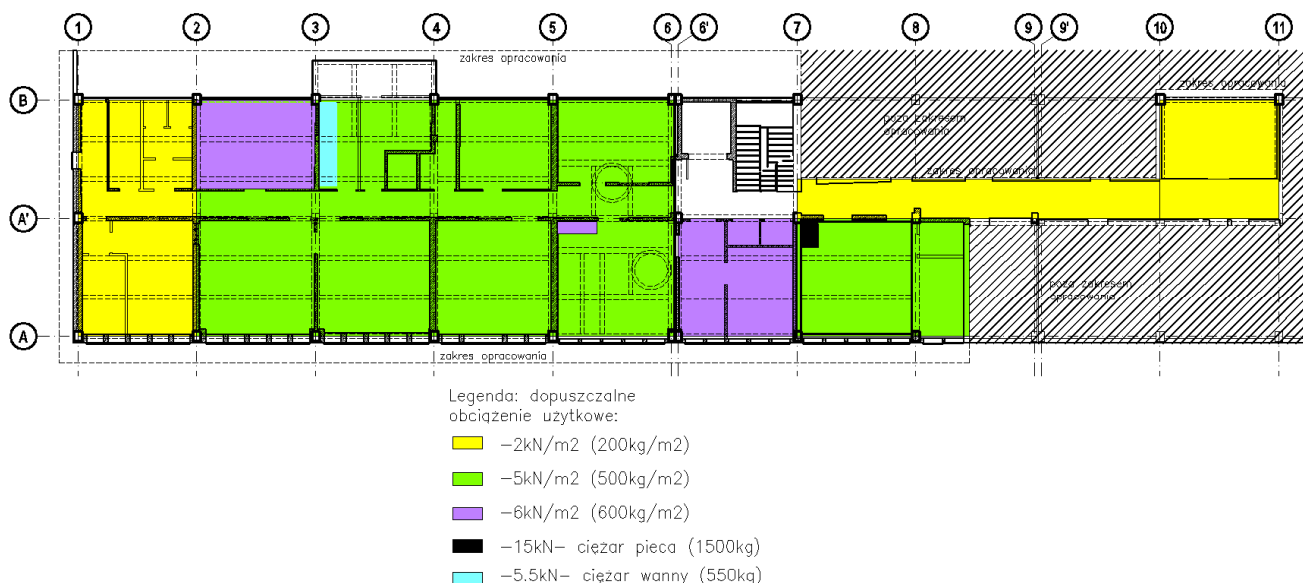 1 2 3 4 5 6 6' 7 8 9 9' 10 11
zakres opracowania
zakres opracowania
B
poza zakresem
opracowania
zakres opracowania
A'
poza zakresem
opracowania
A
zakres opracowania
Legenda: dopuszczalne
obciążenie użytkowe:
-2kN/m2 (200kg/m2)
-5kN/m2 (500kg/m2)
-6kN/m2 (600kg/m2)
-15kN- ciężar pieca (1500kg)
-5.5kN- ciężar wanny (550kg)